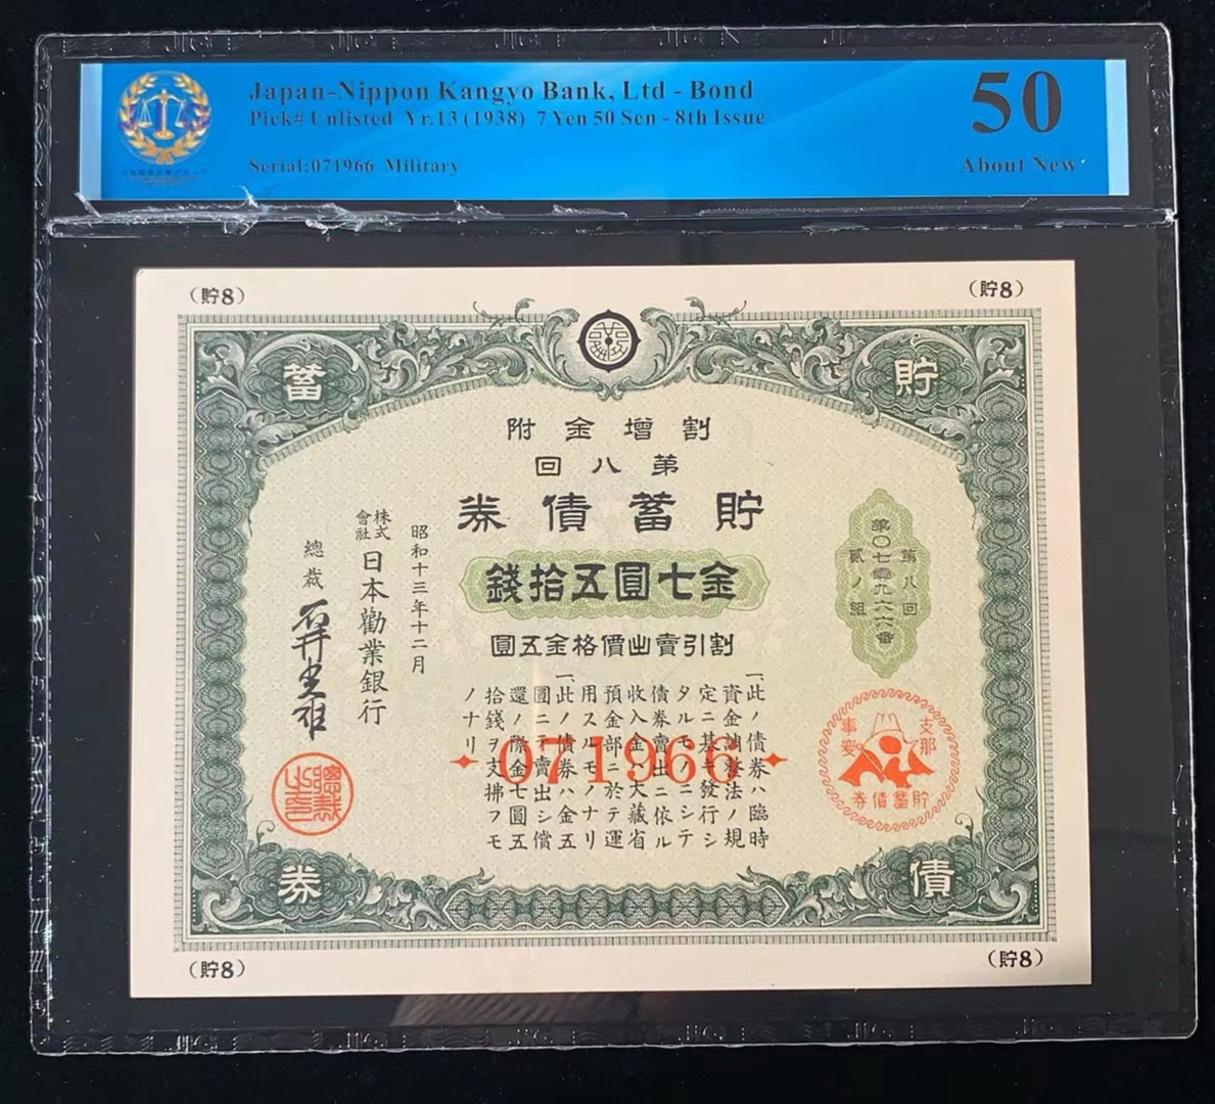 Japan-Nippon Kangyo Bank, Ltd - Bond
Pick# Unlisted Yr.13 (1938) 7 Yen 50 Sen - 8th Issue
Serial:071966 Military
50
About New
(貯8)
(貯8)
貯
蓄
割增金附
第八回
貯蓄債券
金七圓五拾錢
割引賣出價格金五圓
第八回
第〇七壹九六六番
貳ノ組
一、此ノ債券ハ臨時
資金調整法ノ規
定ニ基キ發行シ
タルモノニシテ
債券賣出ニ依ル
收入金ハ大藏省
預金部ニ於テ運
用スルモノナリ
一、此ノ債券ハ金五
圓ニテ賣出シ償
還ノ際金七圓五
拾錢ヲ支拂フモ
ノナリ
071966
昭和十三年十二月
株式會社日本勸業銀行
總裁 石井光雄
總裁之印
支那事變
貯蓄債券
債
券
(貯8)
(貯8)